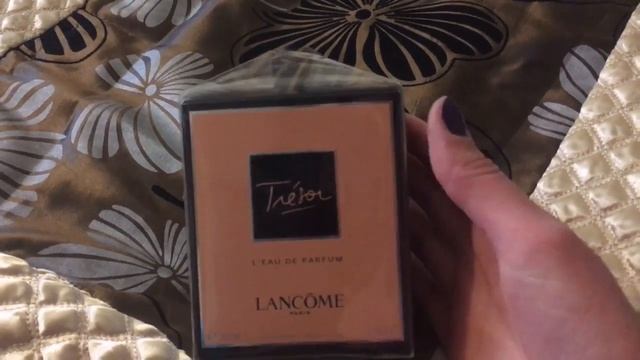 Trésor
L'EAU DE PARFUM
LANCÔME
PARIS